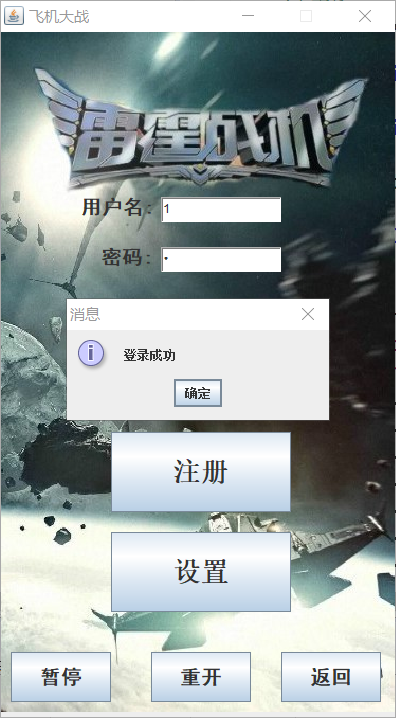 飞机大战
雷霆战机
用户名: 1
密码: •
消息
i
登录成功
确定
注册
设置
暂停 重开 返回